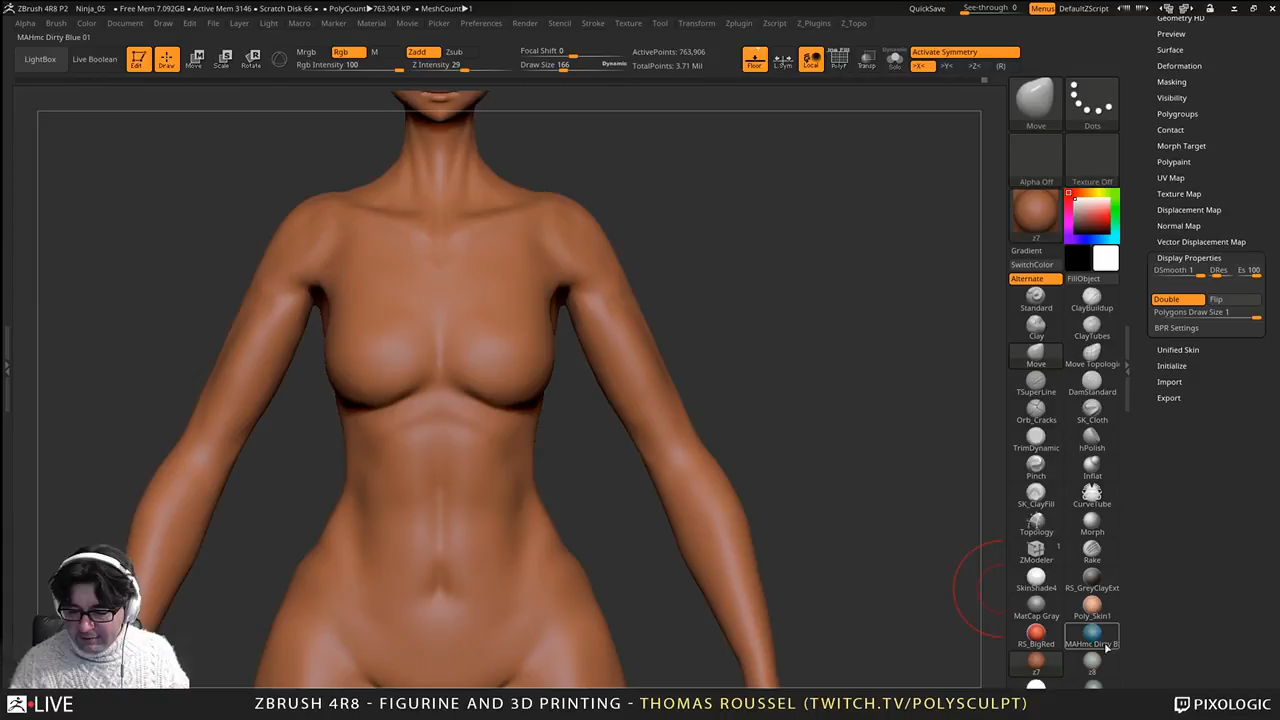 ZBrush 4R8 P2 Ninja_05 • Free Mem 7.092GB • Active Mem 3146 • Scratch Disk 66 • PolyCount▶763.904 KP • MeshCount▶1
QuickSave See-through 0 Menus DefaultZScript
Alpha Brush Color Document Draw Edit File Layer Light Macro Marker Material Movie Picker Preferences Render Stencil Stroke Texture Tool Transform Zplugin Zscript Z_Plugins Z_Topo
MAHmc Dirty Blue 01
LightBox Live Boolean Edit Draw Move Scale Rotate
Mrgb Rgb M
Rgb Intensity 100
Zadd Zsub
Z Intensity 29
Focal Shift 0
Draw Size 166 Dynamic
ActivePoints: 763,906
TotalPoints: 3.71 Mil
Floor L.Sym Local PolyF Transp
Dynamic
Solo
Activate Symmetry
>X< >Y< >Z< (R)
Move Dots
Alpha Off Texture Off
z7
Gradient
SwitchColor
Alternate FillObject
Standard ClayBuildup
Clay ClayTubes
Move Move Topologic
TSuperLine DamStandard
Orb_Cracks SK_Cloth
TrimDynamic hPolish
Pinch Inflat
SK_ClayFill CurveTube
Topology Morph
ZModeler 1 Rake
SkinShade4 RS_GreyClayExt
MatCap Gray Poly_Skin1
RS_BigRed MAHmc Dirty B
z7 z8
Geometry HD
Preview
Surface
Deformation
Masking
Visibility
Polygroups
Contact
Morph Target
Polypaint
UV Map
Texture Map
Displacement Map
Normal Map
Vector Displacement Map
Display Properties
DSmooth 1 DRes Es 100
Double Flip
Polygons Draw Size 1
BPR Settings
Unified Skin
Initialize
Import
Export
LIVE ZBRUSH 4R8 - FIGURINE AND 3D PRINTING - THOMAS ROUSSEL (TWITCH.TV/POLYSCULPT) PIXOLOGIC